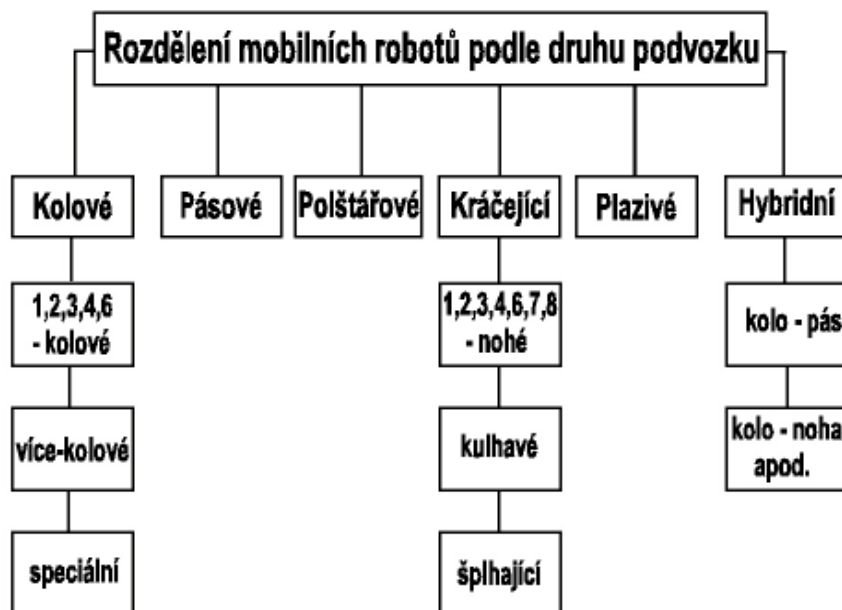 Rozdělení mobilních robotů podle druhu podvozku
Kolové
Pásové
Polštářové
Kráčející
Plazivé
Hybridní
1,2,3,4,6
- kolové
1,2,3,4,6,7,8
- nohé
kolo - pás
více-kolové
kulhavé
kolo - noha
apod.
speciální
šplhající